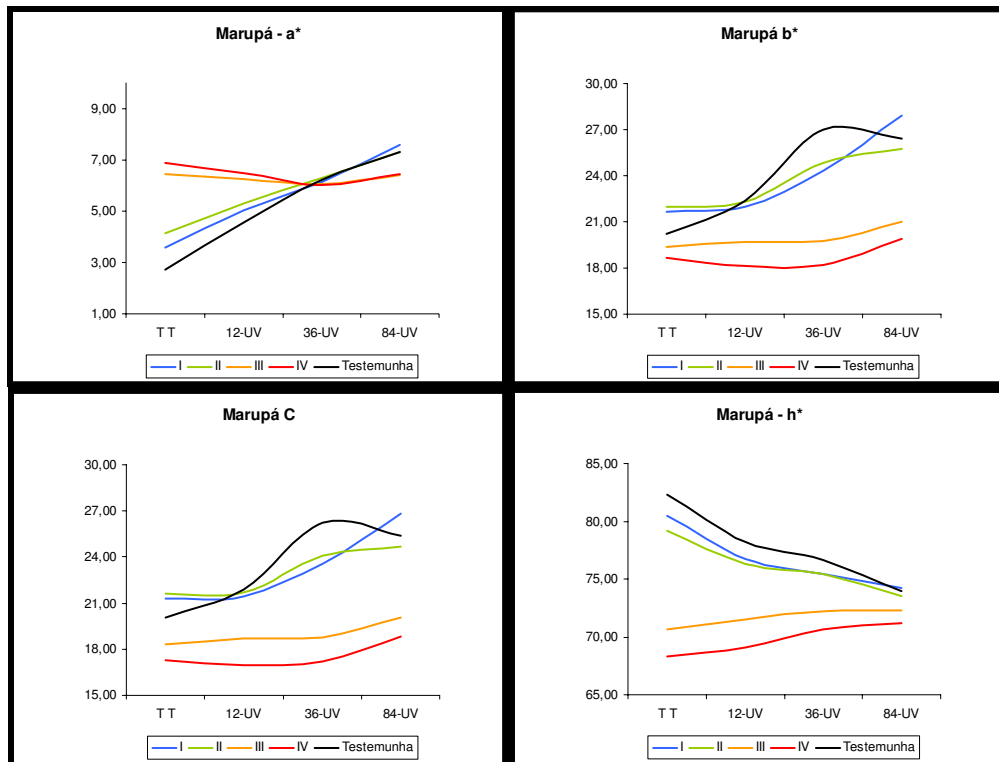 Marupá - a*
9,00
7,00
5,00
3,00
1,00
T T 12-UV 36-UV 84-UV
I II III IV Testemunha
Marupá b*
30,00
27,00
24,00
21,00
18,00
15,00
T T 12-UV 36-UV 84-UV
I II III IV Testemunha
Marupá C
30,00
27,00
24,00
21,00
18,00
15,00
T T 12-UV 36-UV 84-UV
I II III IV Testemunha
Marupá - h*
85,00
80,00
75,00
70,00
65,00
T T 12-UV 36-UV 84-UV
I II III IV Testemunha